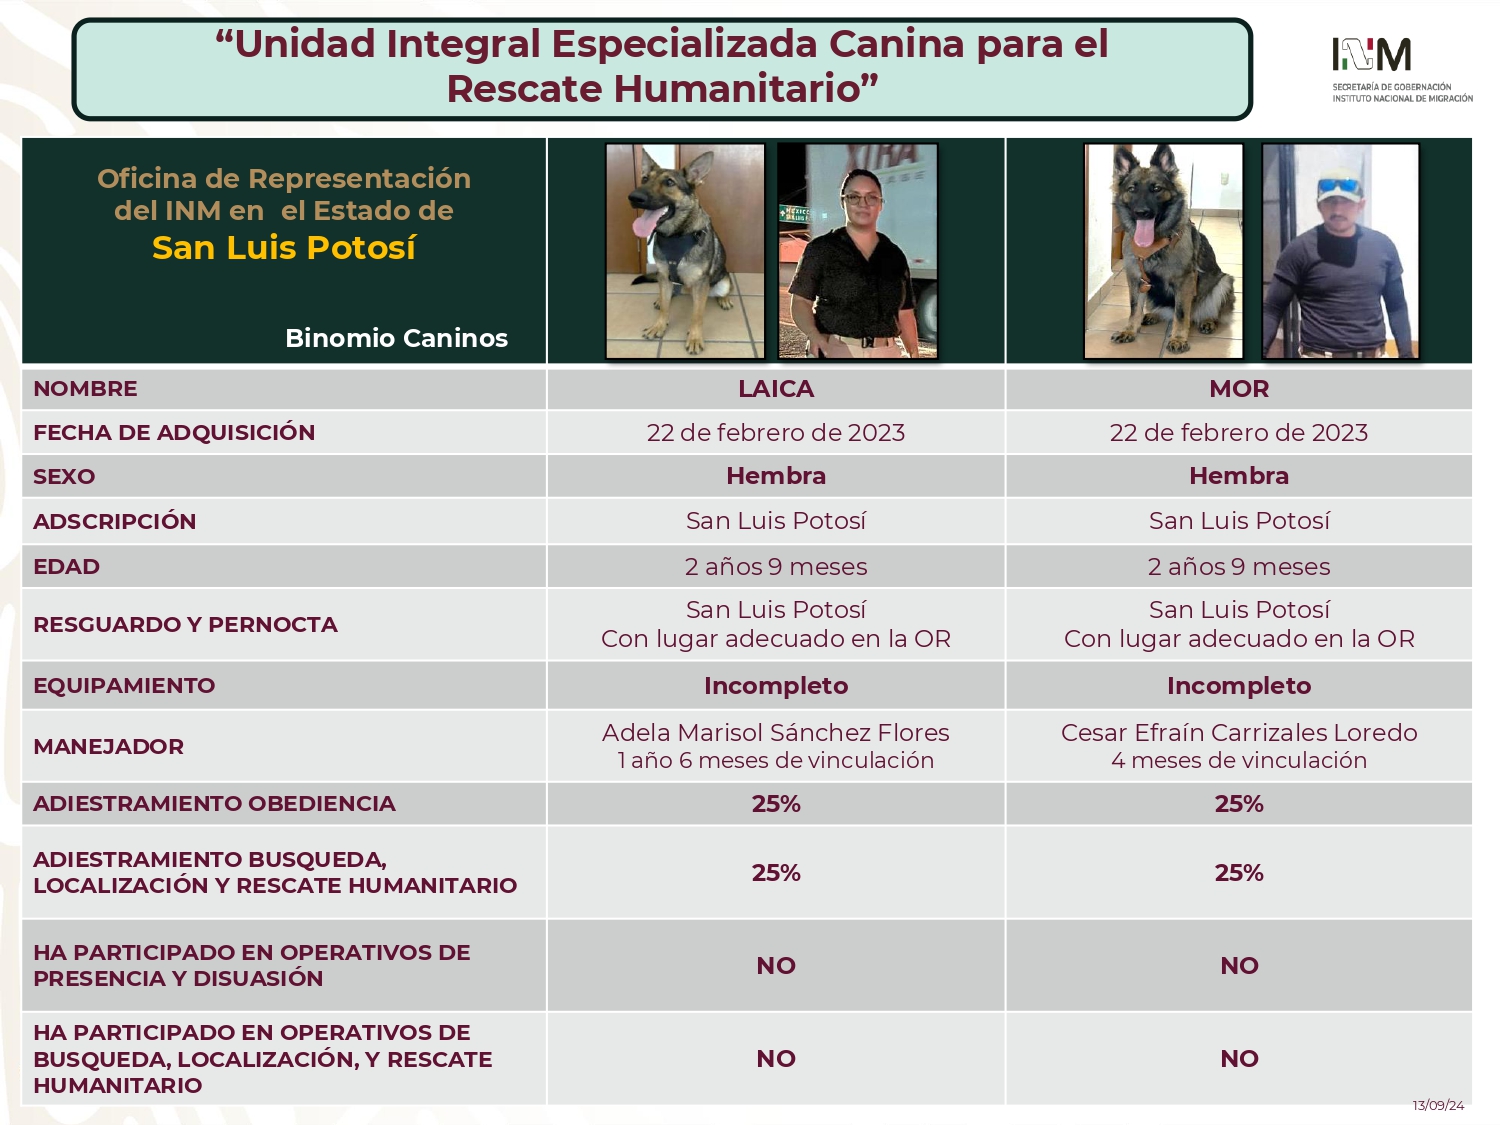 “Unidad Integral Especializada Canina para el
Rescate Humanitario”
INM
SECRETARÍA DE GOBERNACIÓN
INSTITUTO NACIONAL DE MIGRACIÓN
Oficina de Representación
del INM en el Estado de
San Luis Potosí
Binomio Caninos
NOMBRE
LAICA
MOR
FECHA DE ADQUISICIÓN
22 de febrero de 2023
22 de febrero de 2023
SEXO
Hembra
Hembra
ADSCRIPCIÓN
San Luis Potosí
San Luis Potosí
EDAD
2 años 9 meses
2 años 9 meses
RESGUARDO Y PERNOCTA
San Luis Potosí
Con lugar adecuado en la OR
San Luis Potosí
Con lugar adecuado en la OR
EQUIPAMIENTO
Incompleto
Incompleto
MANEJADOR
Adela Marisol Sánchez Flores
1 año 6 meses de vinculación
Cesar Efraín Carrizales Loredo
4 meses de vinculación
ADIESTRAMIENTO OBEDIENCIA
25%
25%
ADIESTRAMIENTO BUSQUEDA,
LOCALIZACIÓN Y RESCATE HUMANITARIO
25%
25%
HA PARTICIPADO EN OPERATIVOS DE
PRESENCIA Y DISUASIÓN
NO
NO
HA PARTICIPADO EN OPERATIVOS DE
BUSQUEDA, LOCALIZACIÓN, Y RESCATE
HUMANITARIO
NO
NO
13/09/24